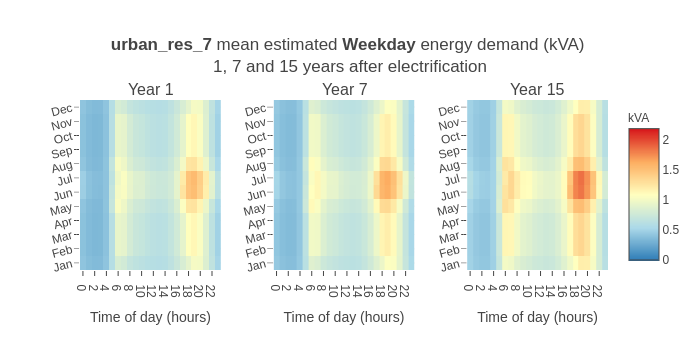 urban_res_7 mean estimated Weekday energy demand (kVA)
1, 7 and 15 years after electrification
Year 1
Dec
Nov
Oct
Sep
Aug
Jul
Jun
May
Apr
Mar
Feb
Jan
0 2 4 6 8 10 12 14 16 18 20 22
Time of day (hours)
Year 7
Dec
Nov
Oct
Sep
Aug
Jul
Jun
May
Apr
Mar
Feb
Jan
0 2 4 6 8 10 12 14 16 18 20 22
Time of day (hours)
Year 15
Dec
Nov
Oct
Sep
Aug
Jul
Jun
May
Apr
Mar
Feb
Jan
0 2 4 6 8 10 12 14 16 18 20 22
Time of day (hours)
kVA
2
1.5
1
0.5
0